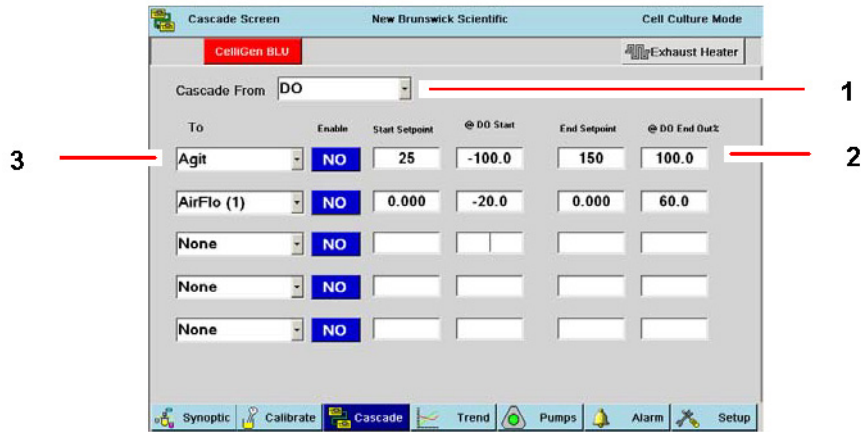 Cascade Screen New Brunswick Scientific Cell Culture Mode
CelliGen BLU Exhaust Heater
Cascade From DO 1
To Enable Start Setpoint @ DO Start End Setpoint @ DO End Out%
3 Agit NO 25 -100.0 150 100.0 2
AirFlo (1) NO 0.000 -20.0 0.000 60.0
None NO
None NO
None NO
Synoptic Calibrate Cascade Trend Pumps Alarm Setup